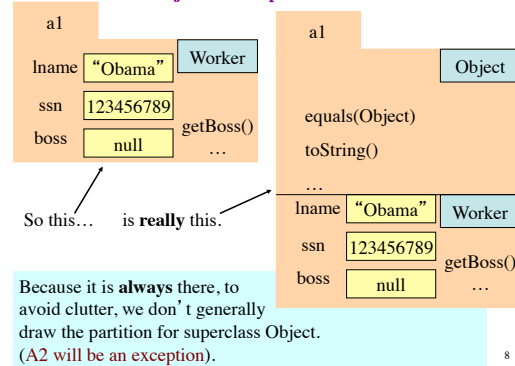 a1
Worker
lname “Obama”
ssn 123456789
boss null
getBoss()
…
a1
Object
equals(Object)
toString()
…
lname “Obama” Worker
ssn 123456789
boss null
getBoss()
…
So this… is really this.
Because it is always there, to
avoid clutter, we don’t generally
draw the partition for superclass Object.
(A2 will be an exception).
8